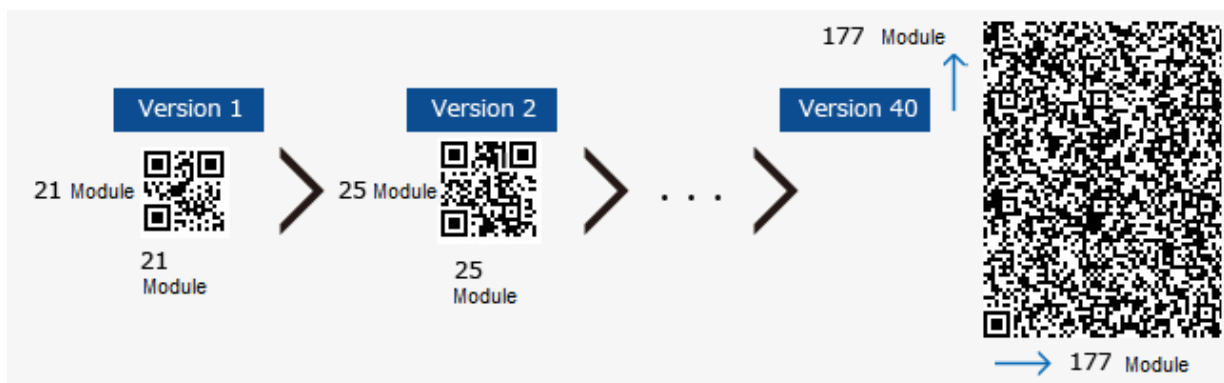 177 Module
Version 1
Version 2
Version 40
21 Module
25 Module
. . .
21
Module
25
Module
177 Module